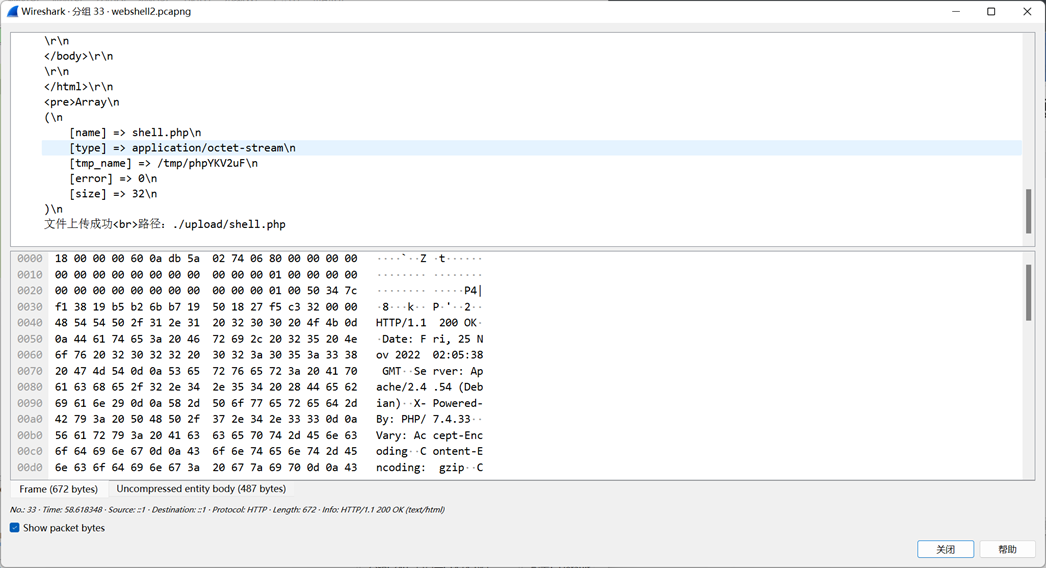 Wireshark · 分组 33 · webshell2.pcapng
\r\n
</body>\r\n
\r\n
</html>\r\n
<pre>Array\n
(\n
[name] => shell.php\n
[type] => application/octet-stream\n
[tmp_name] => /tmp/phpYKV2uF\n
[error] => 0\n
[size] => 32\n
)\n
文件上传成功<br>路径：./upload/shell.php
0000 18 00 00 00 60 0a db 5a 02 74 06 80 00 00 00 00 ····`··Z ·t······
0010 00 00 00 00 00 00 00 00 00 00 00 01 00 00 00 00 ········ ········
0020 00 00 00 00 00 00 00 00 00 00 00 01 00 50 34 7c ········ ·····P4|
0030 f1 38 19 b5 b2 6b b7 19 50 18 27 f5 c3 32 00 00 ·8···k·· P·'··2··
0040 48 54 54 50 2f 31 2e 31 20 32 30 30 20 4f 4b 0d HTTP/1.1 200 OK·
0050 0a 44 61 74 65 3a 20 46 72 69 2c 20 32 35 20 4e ·Date: F ri, 25 N
0060 6f 76 20 32 30 32 32 20 30 32 3a 30 35 3a 33 38 ov 2022 02:05:38
0070 20 47 4d 54 0d 0a 53 65 72 76 65 72 3a 20 41 70 GMT··Se rver: Ap
0080 61 63 68 65 2f 32 2e 34 2e 35 34 20 28 44 65 62 ache/2.4 .54 (Deb
0090 69 61 6e 29 0d 0a 58 2d 50 6f 77 65 72 65 64 2d ian)··X- Powered-
00a0 42 79 3a 20 50 48 50 2f 37 2e 34 2e 33 33 0d 0a By: PHP/ 7.4.33··
00b0 56 61 72 79 3a 20 41 63 63 65 70 74 2d 45 6e 63 Vary: Ac cept-Enc
00c0 6f 64 69 6e 67 0d 0a 43 6f 6e 74 65 6e 74 2d 45 oding··C ontent-E
00d0 6e 63 6f 64 69 6e 67 3a 20 67 7a 69 70 0d 0a 43 ncoding: gzip··C
Frame (672 bytes) Uncompressed entity body (487 bytes)
No.: 33 · Time: 58.618348 · Source: ::1 · Destination: ::1 · Protocol: HTTP · Length: 672 · Info: HTTP/1.1 200 OK (text/html)
Show packet bytes
关闭 帮助